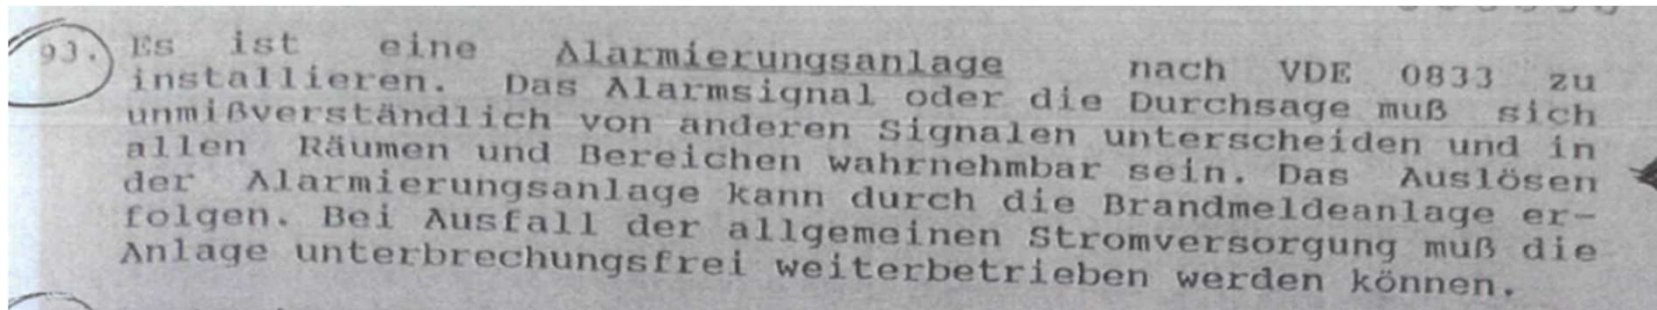 93. Es ist eine Alarmierungsanlage nach VDE 0833 zu
installieren. Das Alarmsignal oder die Durchsage muß sich
unmißverständlich von anderen Signalen unterscheiden und in
allen Räumen und Bereichen wahrnehmbar sein. Das Auslösen
der Alarmierungsanlage kann durch die Brandmeldeanlage er-
folgen. Bei Ausfall der allgemeinen Stromversorgung muß die
Anlage unterbrechungsfrei weiterbetrieben werden können.